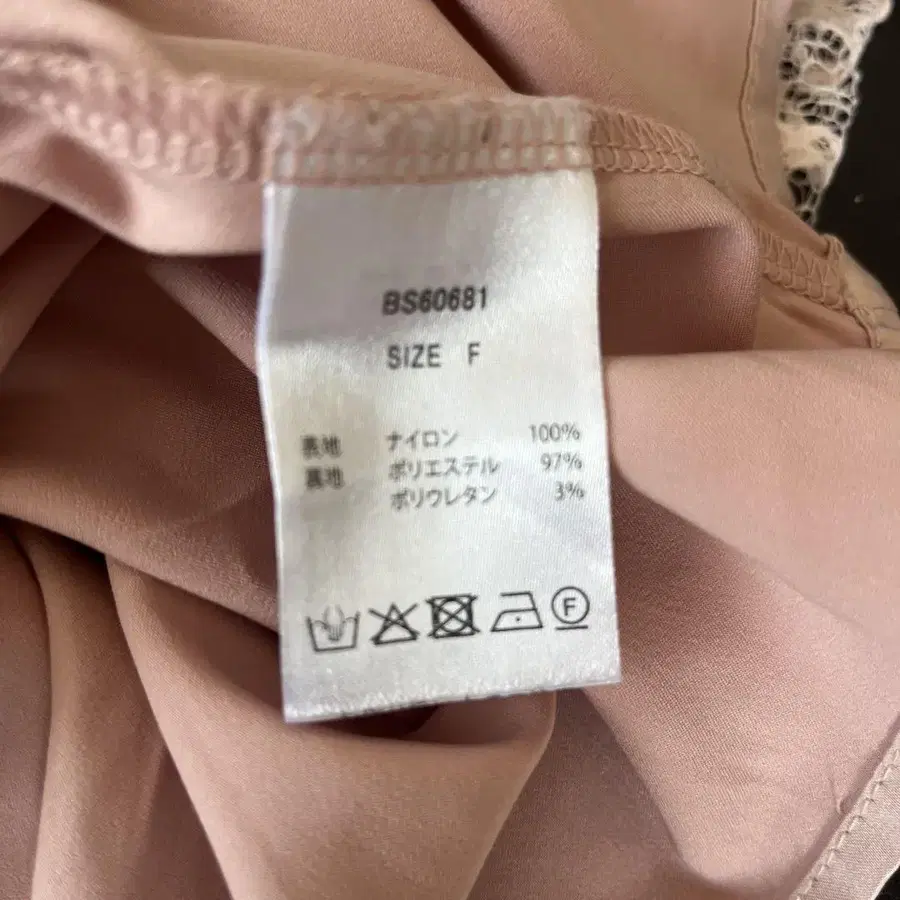 BS60681
SIZE F
表地 ナイロン 100%
裏地 ポリエステル 97%
ポリウレタン 3%
F